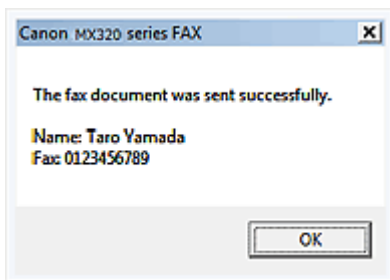 Canon MX320 series FAX
The fax document was sent successfully.
Name: Taro Yamada
Fax: 0123456789
OK